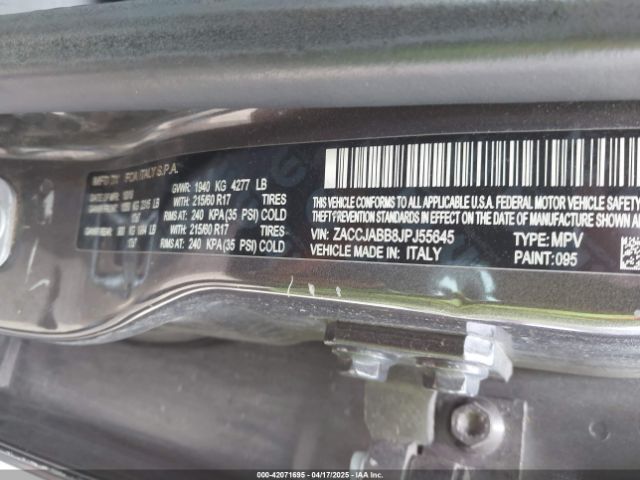 MFD BY: FCA ITALY S.P.A.
GVWR: 1940 KG 4277 LB
WITH: 215/60 R17 TIRES
RIMS AT: 240 KPA(35 PSI) COLD
WITH: 215/60 R17 TIRES
RIMS AT: 240 KPA(35 PSI) COLD
THIS VEHICLE CONFORMS TO ALL APPLICABLE U.S.A. FEDERAL MOTOR VEHICLE SAFETY
THEFT PREVENTION STANDARDS IN EFFECT ON THE DATE OF MANUFACTURE SHOWN
VIN: ZACCJABB8JPJ55645 TYPE: MPV
VEHICLE MADE IN: ITALY PAINT: 095
000-42071695 04/17/2025 IAAI.COM